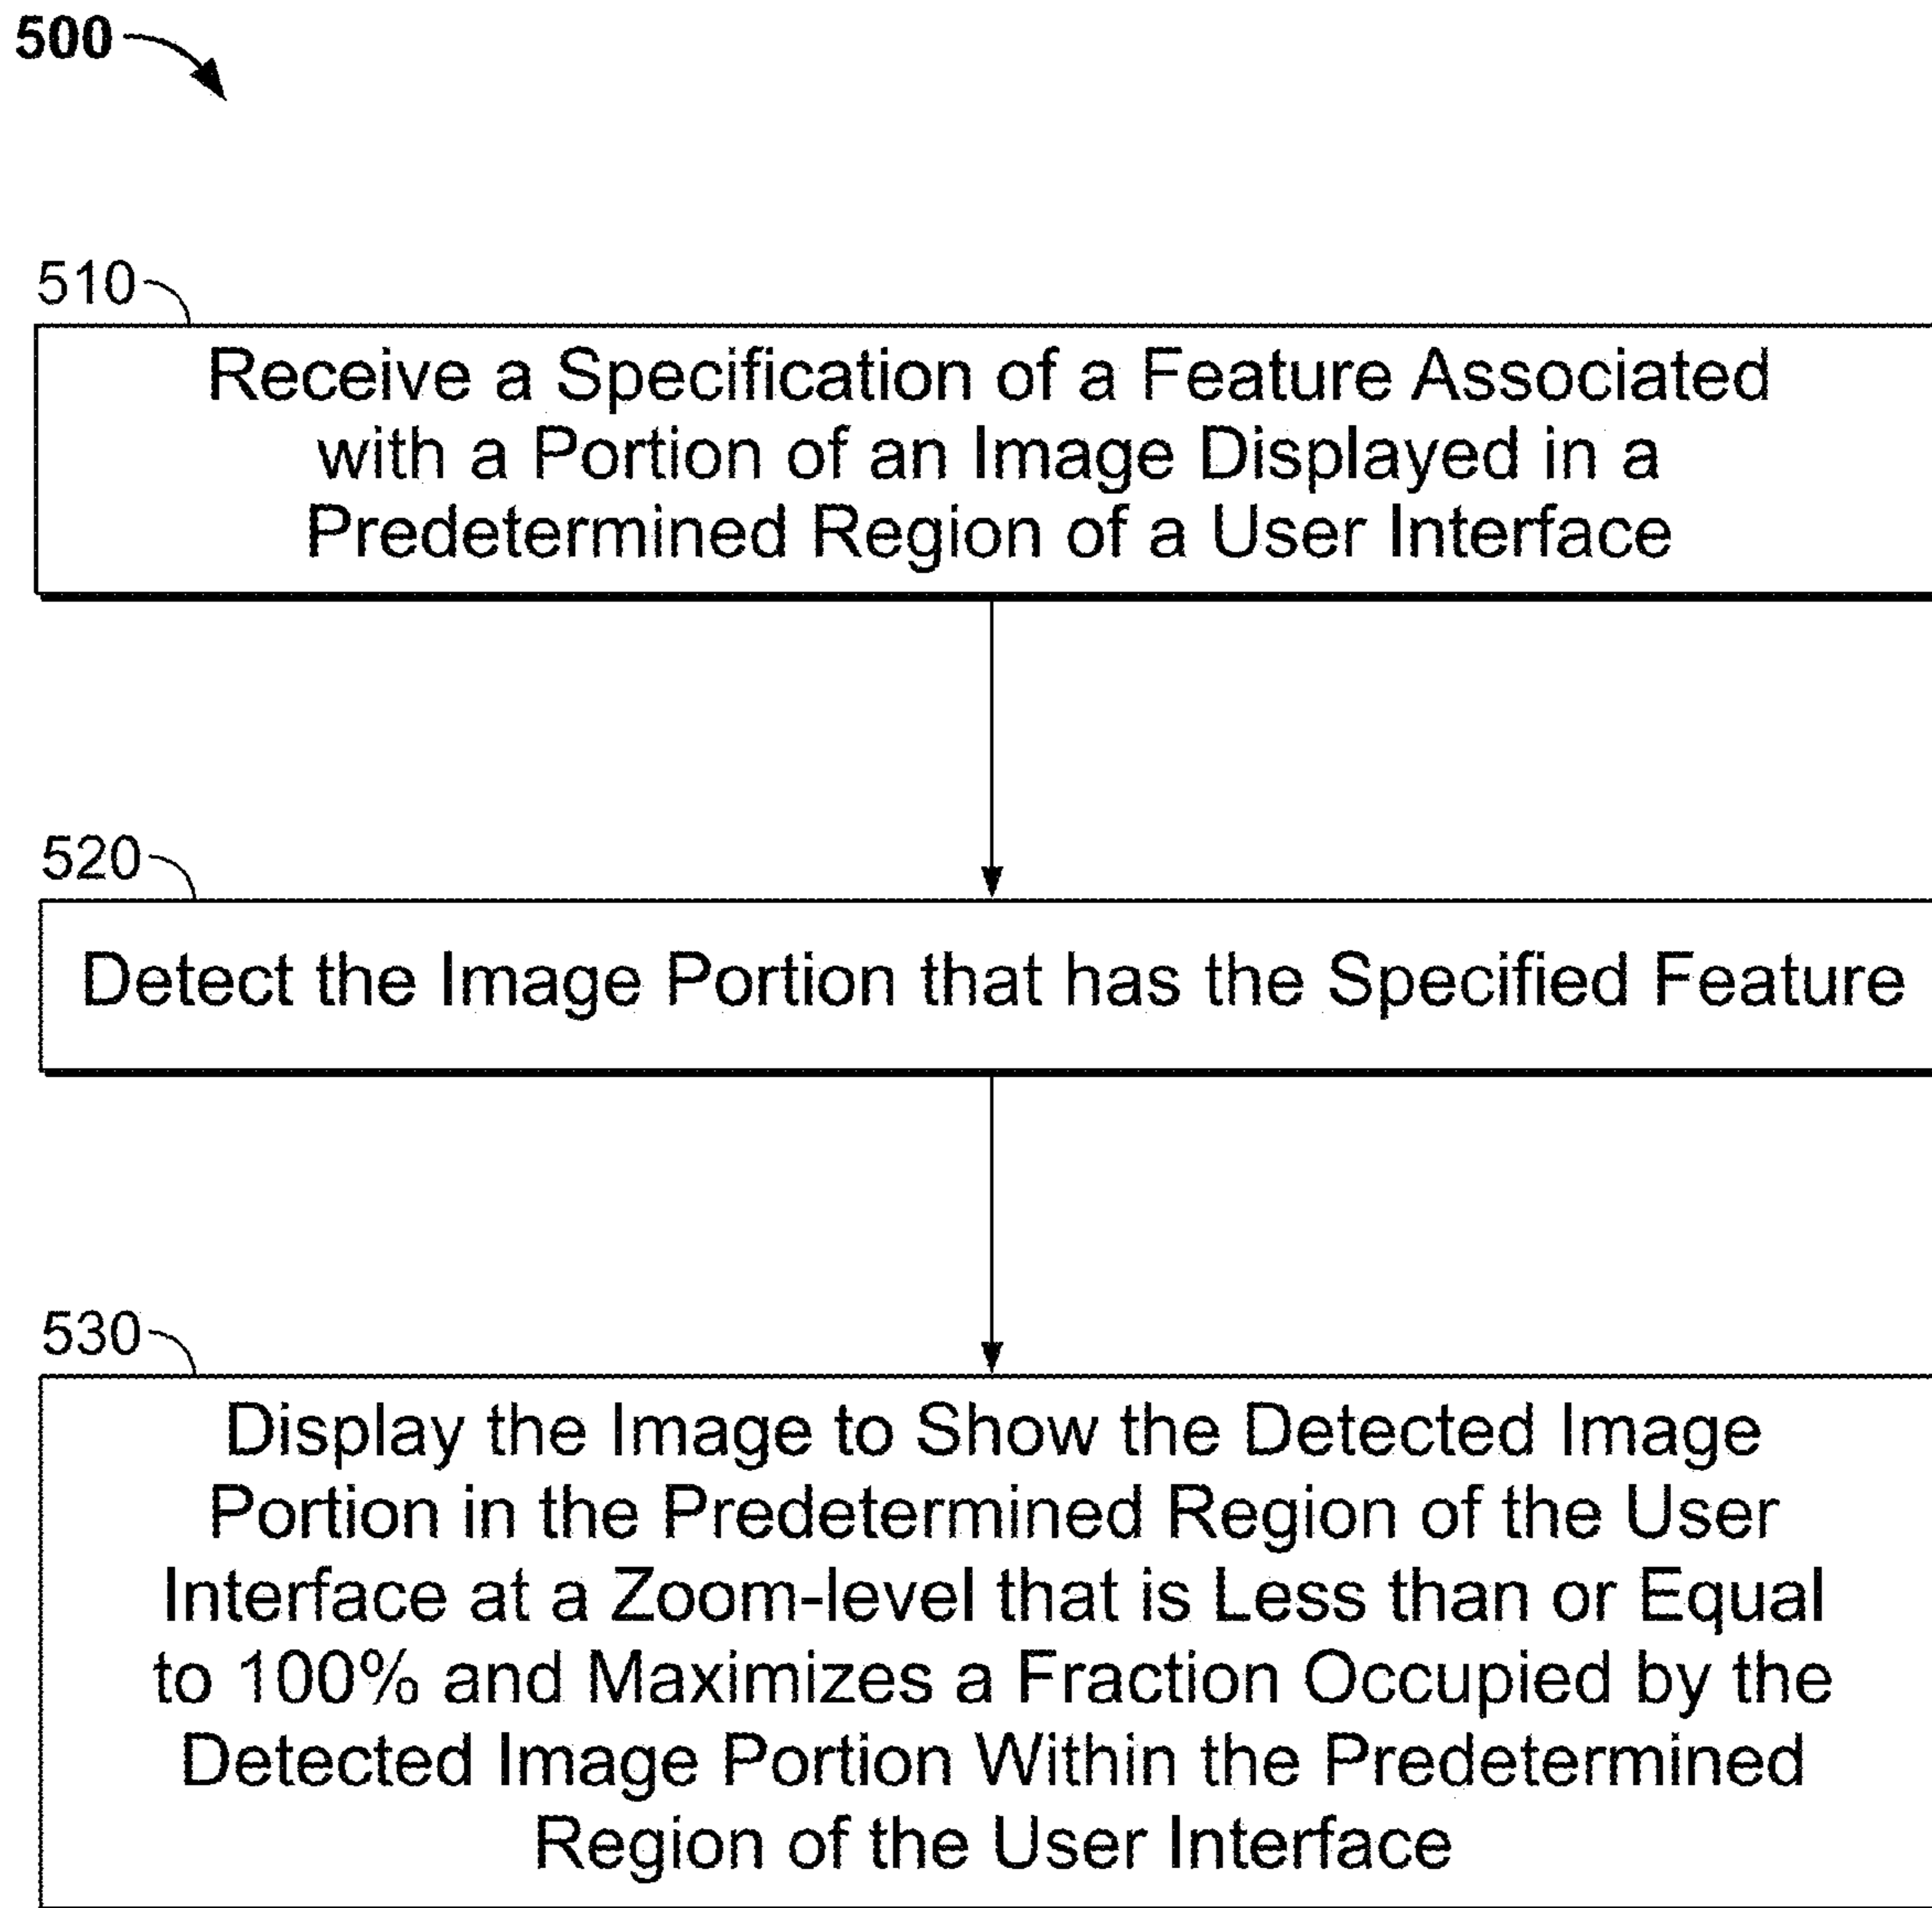 500
510
Receive a Specification of a Feature Associated
with a Portion of an Image Displayed in a
Predetermined Region of a User Interface
520
Detect the Image Portion that has the Specified Feature
530
Display the Image to Show the Detected Image
Portion in the Predetermined Region of the User
Interface at a Zoom-level that is Less than or Equal
to 100% and Maximizes a Fraction Occupied by the
Detected Image Portion Within the Predetermined
Region of the User Interface